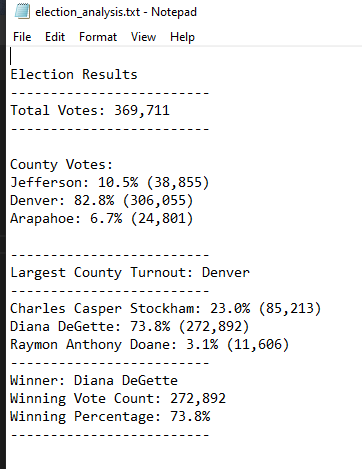 election_analysis.txt - Notepad
File Edit Format View Help
Election Results
-------------------------
Total Votes: 369,711
-------------------------
County Votes:
Jefferson: 10.5% (38,855)
Denver: 82.8% (306,055)
Arapahoe: 6.7% (24,801)
-------------------------
Largest County Turnout: Denver
-------------------------
Charles Casper Stockham: 23.0% (85,213)
Diana DeGette: 73.8% (272,892)
Raymon Anthony Doane: 3.1% (11,606)
-------------------------
Winner: Diana DeGette
Winning Vote Count: 272,892
Winning Percentage: 73.8%
-------------------------